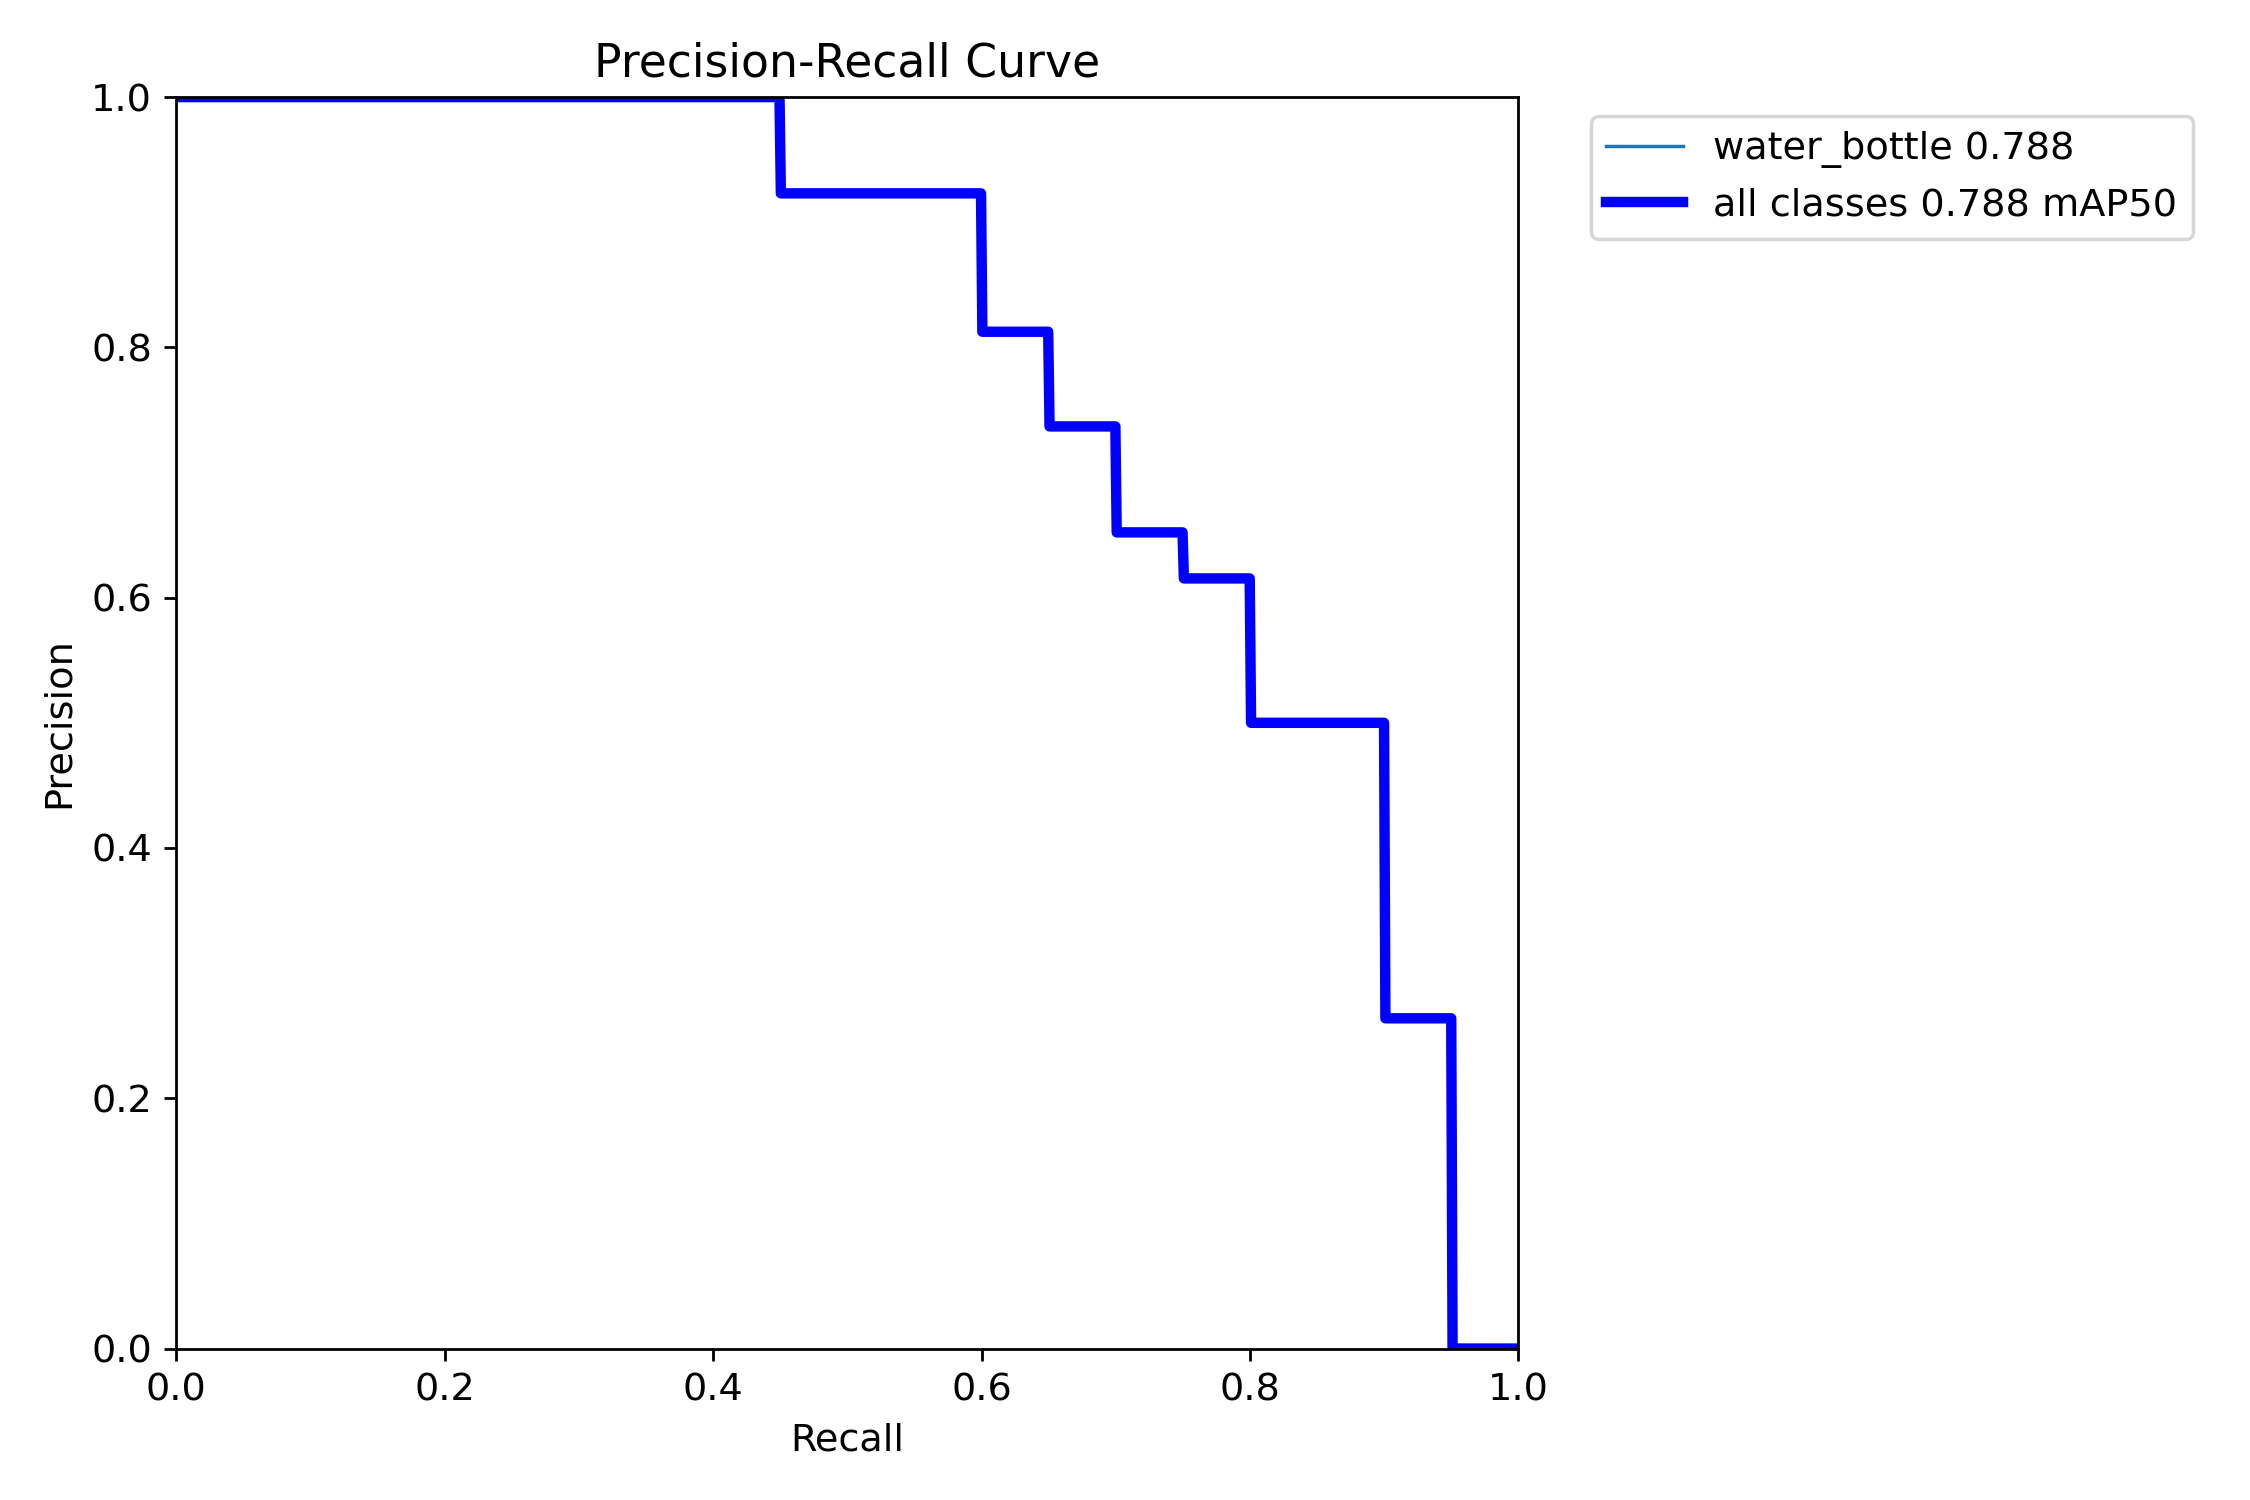 Precision-Recall Curve
1.0
0.8
0.6
0.4
0.2
0.0
Precision
0.0 0.2 0.4 0.6 0.8 1.0
Recall
water_bottle 0.788
all classes 0.788 mAP50